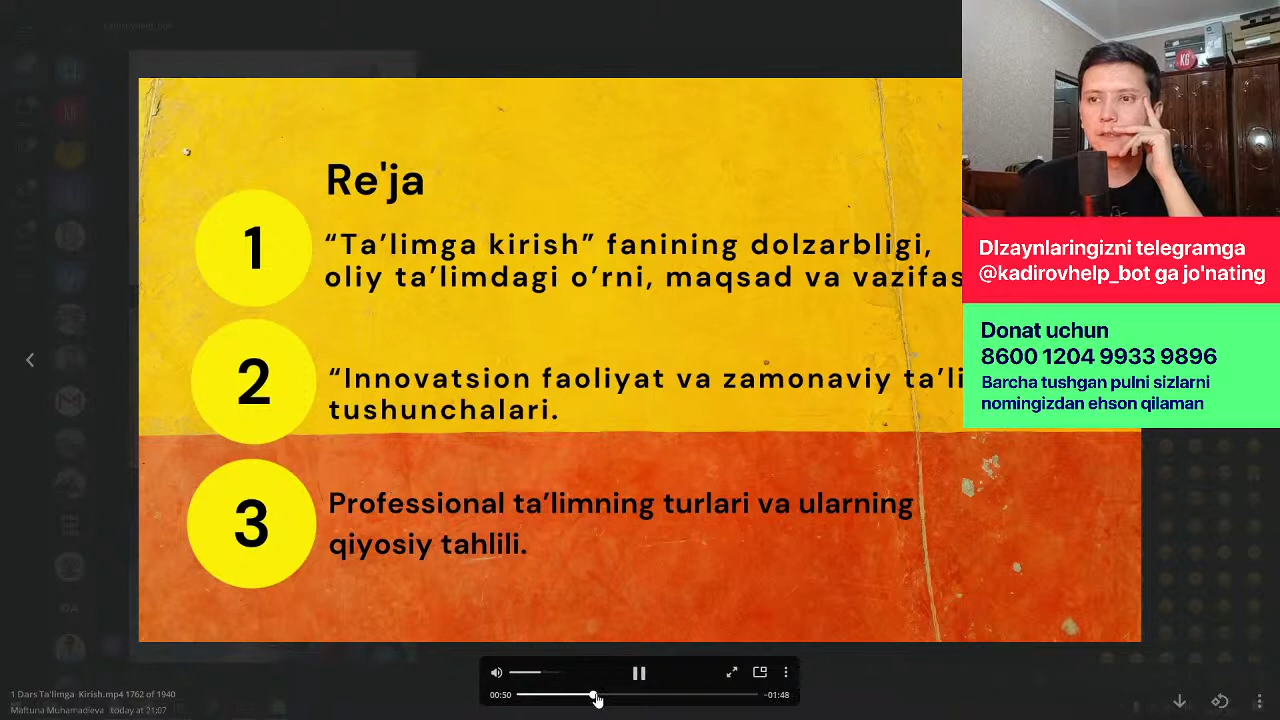 Re'ja
1
“Ta’limga kirish” fanining dolzarbligi,
oliy ta’limdagi o’rni, maqsad va vazifas
2
“Innovatsion faoliyat va zamonaviy ta’li
tushunchalari.
3
Professional ta’limning turlari va ularning
qiyosiy tahlili.
KG
DIzaynlaringizni telegramga
@kadirovhelp_bot ga jo'nating
Donat uchun
8600 1204 9933 9896
Barcha tushgan pulni sizlarni
nomingizdan ehson qilaman
00:50
-01:48
1 Dars Ta'limga Kirish.mp4 1762 of 1940
Maftuna Muhamadieva today at 21:07